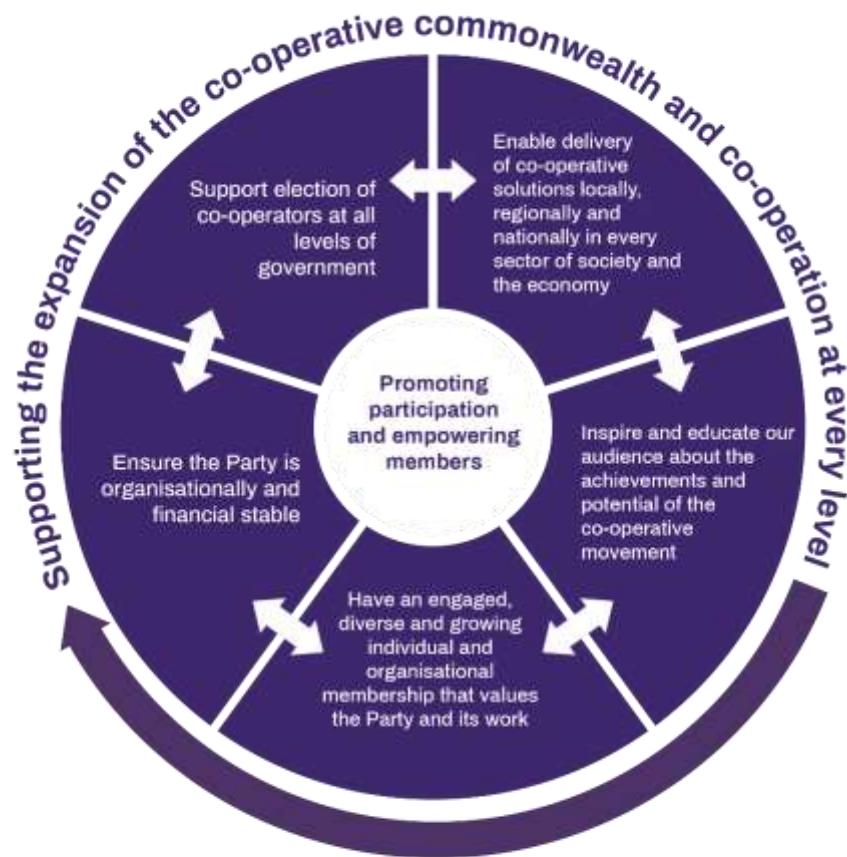 Supporting the expansion of the co-operative commonwealth and co-operation at every level
Support election of
co-operators at all
levels of
government
Enable delivery
of co-operative
solutions locally,
regionally and
nationally in every
sector of society and
the economy
Promoting
participation
and empowering
members
Inspire and educate our
audience about the
achievements and
potential of the
co-operative
movement
Ensure the Party is
organisationally and
financial stable
Have an engaged,
diverse and growing
individual and
organisational
membership that values
the Party and its work